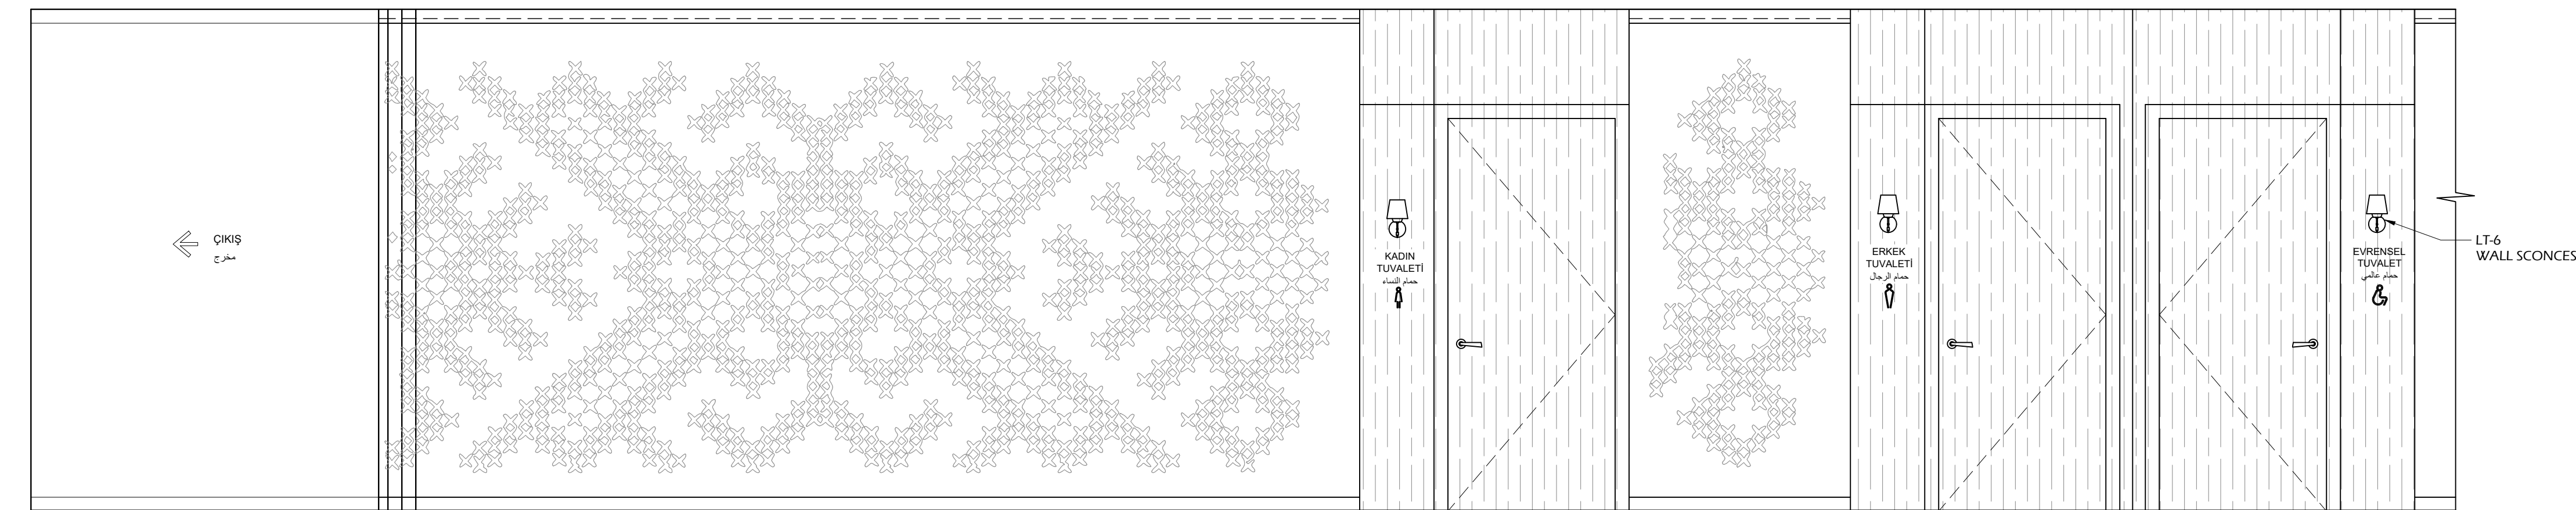 ÇIKIŞ
مخرج
KADIN
TUVALETİ
حمام النساء
ERKEK
TUVALETİ
حمام الرجال
EVRENSEL
TUVALET
حمام عالمي
LT-6
WALL SCONCES